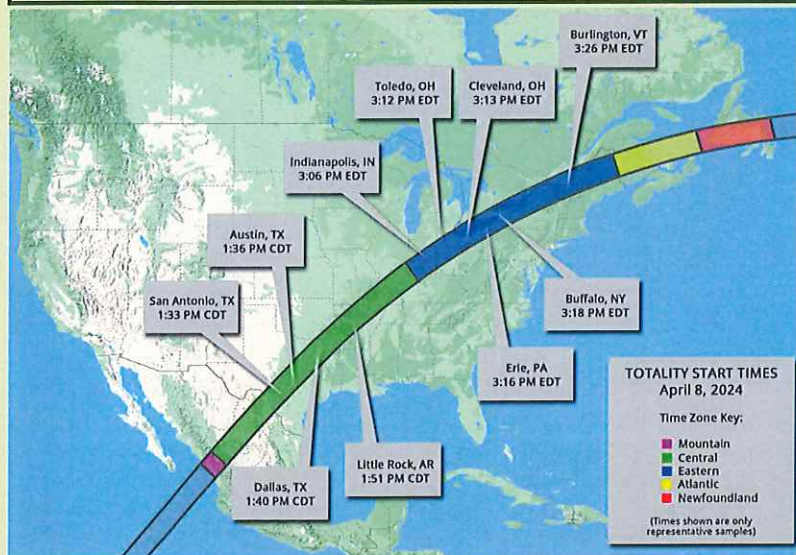 Burlington, VT
3:26 PM EDT
Toledo, OH
3:12 PM EDT
Cleveland, OH
3:13 PM EDT
Indianapolis, IN
3:06 PM EDT
Austin, TX
1:36 PM CDT
San Antonio, TX
1:33 PM CDT
Buffalo, NY
3:18 PM EDT
Erie, PA
3:16 PM EDT
Little Rock, AR
1:51 PM CDT
Dallas, TX
1:40 PM CDT
TOTALITY START TIMES
April 8, 2024
Time Zone Key:
Mountain
Central
Eastern
Atlantic
Newfoundland
(Times shown are only
representative samples)